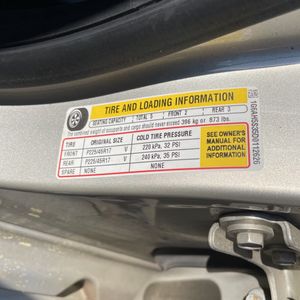 TIRE AND LOADING INFORMATION
SEATING CAPACITY TOTAL 5 FRONT 2 REAR 3
The combined weight of occupants and cargo should never exceed 396 kg or 873 lbs.
TIRE ORIGINAL SIZE COLD TIRE PRESSURE
FRONT P225/45R17 V 220 kPa, 32 PSI
REAR P225/45R17 V 240 kPa, 35 PSI
SPARE NONE NONE
SEE OWNER'S
MANUAL FOR
ADDITIONAL
INFORMATION